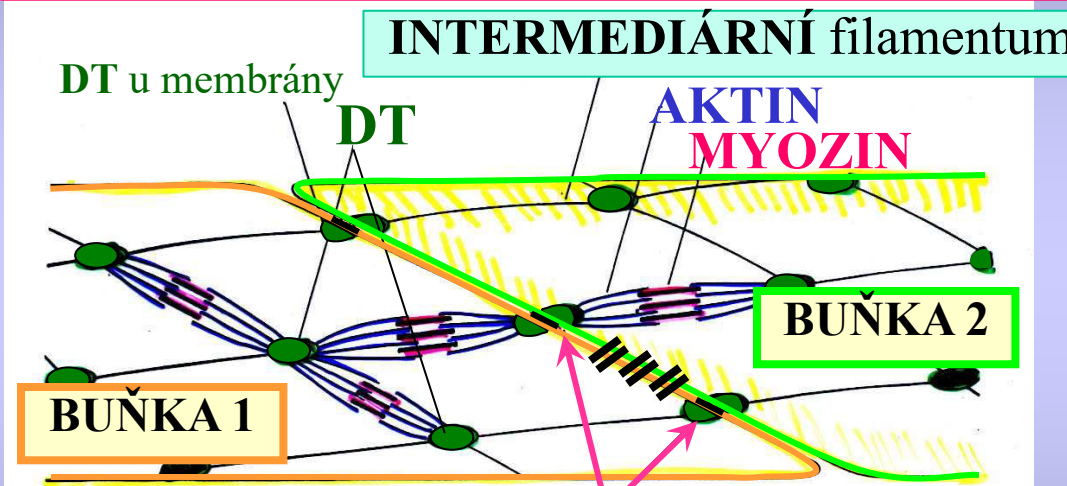 INTERMEDIÁRNÍ filamentum
DT u membrány
DT
AKTIN
MYOZIN
BUŇKA 2
BUŇKA 1